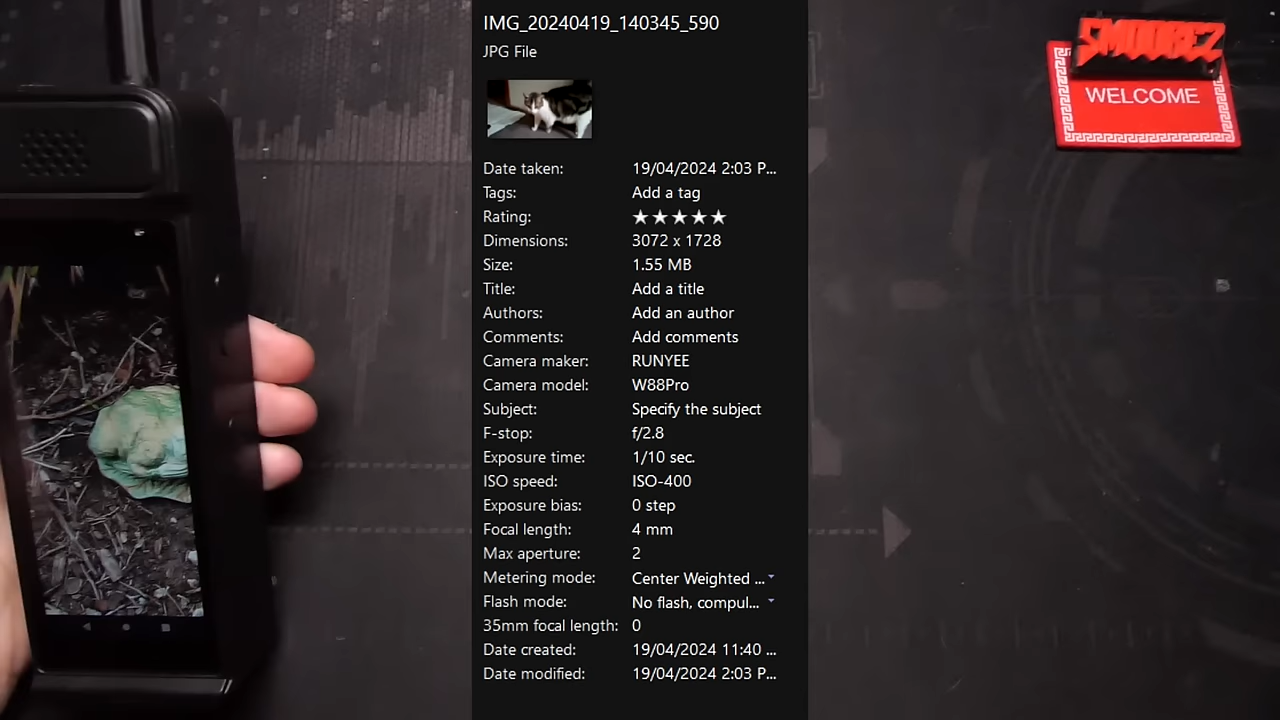 IMG_20240419_140345_590
JPG File
Date taken: 19/04/2024 2:03 P...
Tags: Add a tag
Rating: ★★★★★
Dimensions: 3072 x 1728
Size: 1.55 MB
Title: Add a title
Authors: Add an author
Comments: Add comments
Camera maker: RUNYEE
Camera model: W88Pro
Subject: Specify the subject
F-stop: f/2.8
Exposure time: 1/10 sec.
ISO speed: ISO-400
Exposure bias: 0 step
Focal length: 4 mm
Max aperture: 2
Metering mode: Center Weighted ...
Flash mode: No flash, compul...
35mm focal length: 0
Date created: 19/04/2024 11:40 ...
Date modified: 19/04/2024 2:03 P...
SMOOREZ
WELCOME